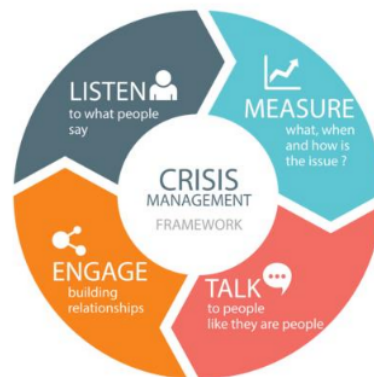 LISTEN
to what people
say
MEASURE
what, when
and how is
the issue ?
CRISIS
MANAGEMENT
FRAMEWORK
ENGAGE
building
relationships
TALK
to people
like they are people